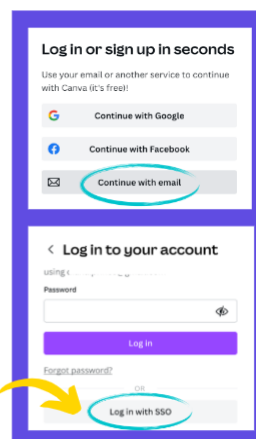 Log in or sign up in seconds
Use your email or another service to continue
with Canva (it's free)!
Continue with Google
Continue with Facebook
Continue with email
Log in to your account
using
Password
Log in
Forgot password?
OR
Log in with SSO